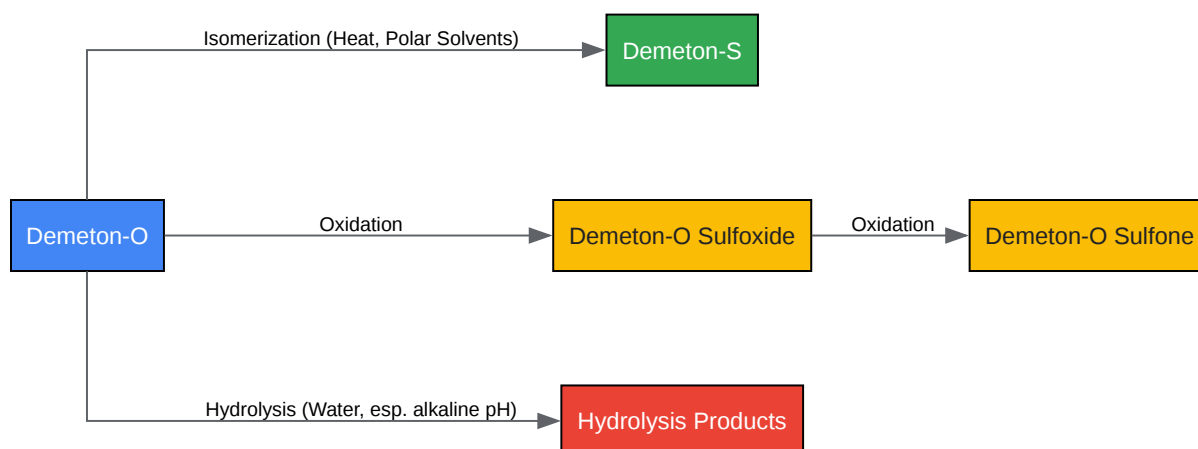 Isomerization (Heat, Polar Solvents)
Demeton-S
Demeton-O
Oxidation
Demeton-O Sulfoxide
Oxidation
Demeton-O Sulfone
Hydrolysis (Water, esp. alkaline pH)
Hydrolysis Products